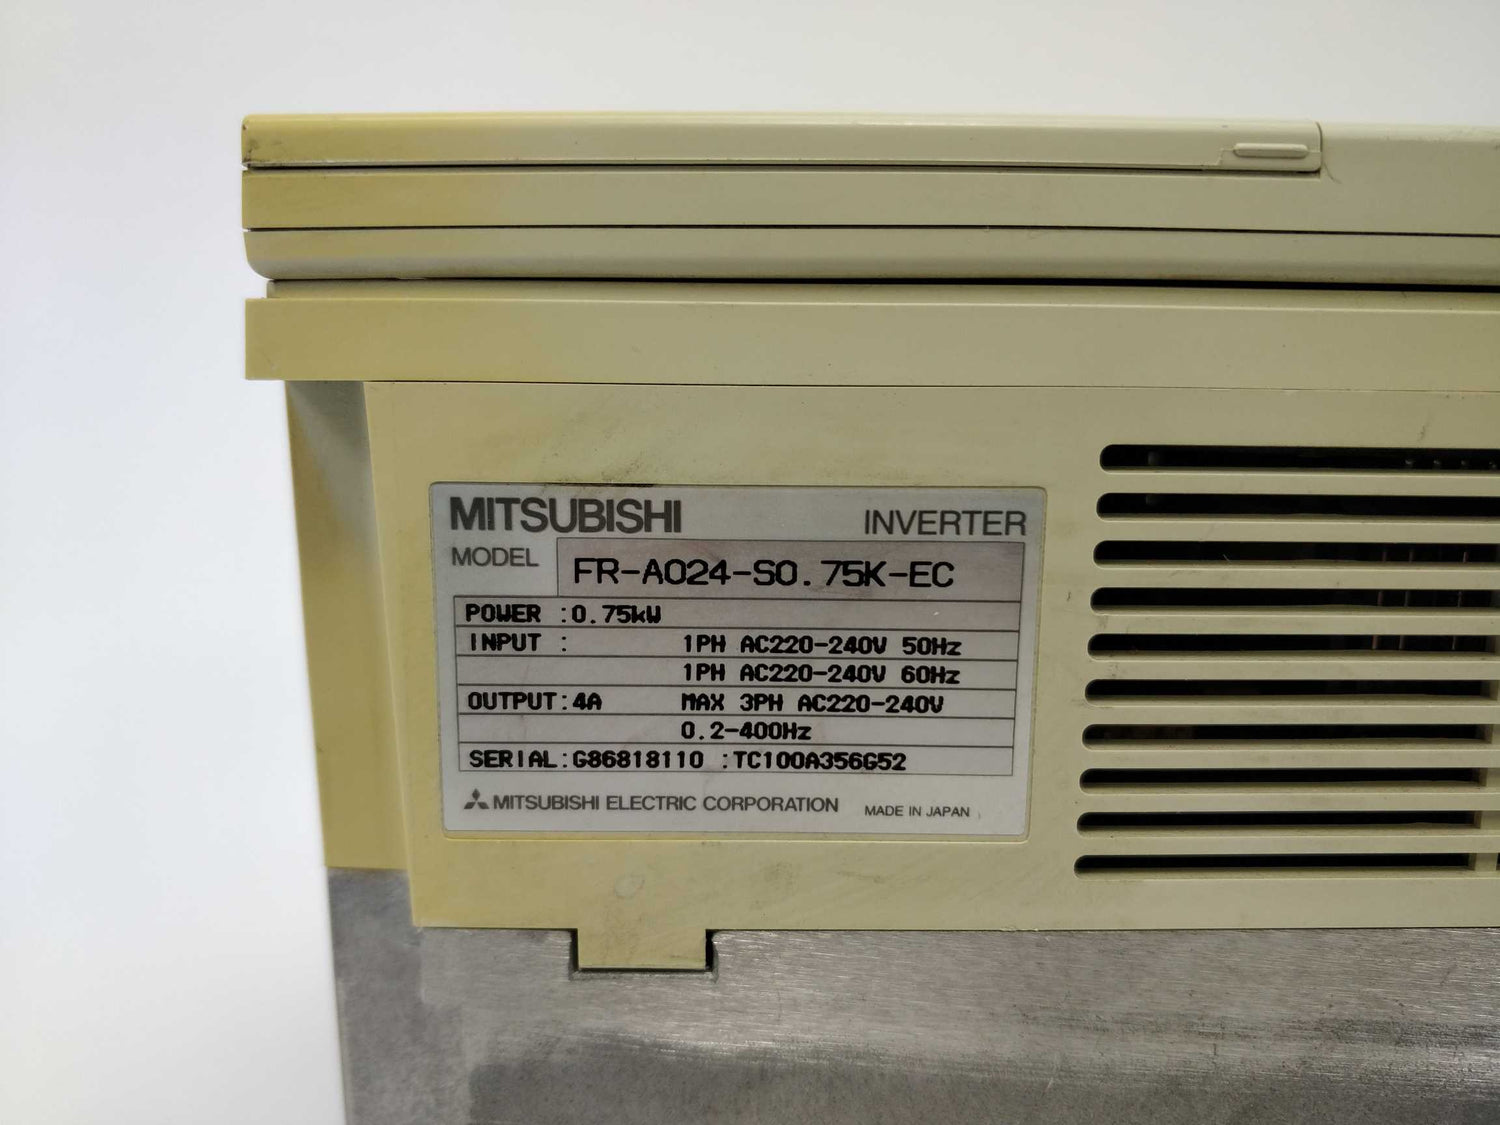 MITSUBISHI INVERTER
MODEL FR-A024-S0.75K-EC
POWER :0.75kW
INPUT : 1PH AC220-240V 50Hz
1PH AC220-240V 60Hz
OUTPUT:4A MAX 3PH AC220-240V
0.2-400Hz
SERIAL:G86818110 :TC100A356G52
MITSUBISHI ELECTRIC CORPORATION MADE IN JAPAN